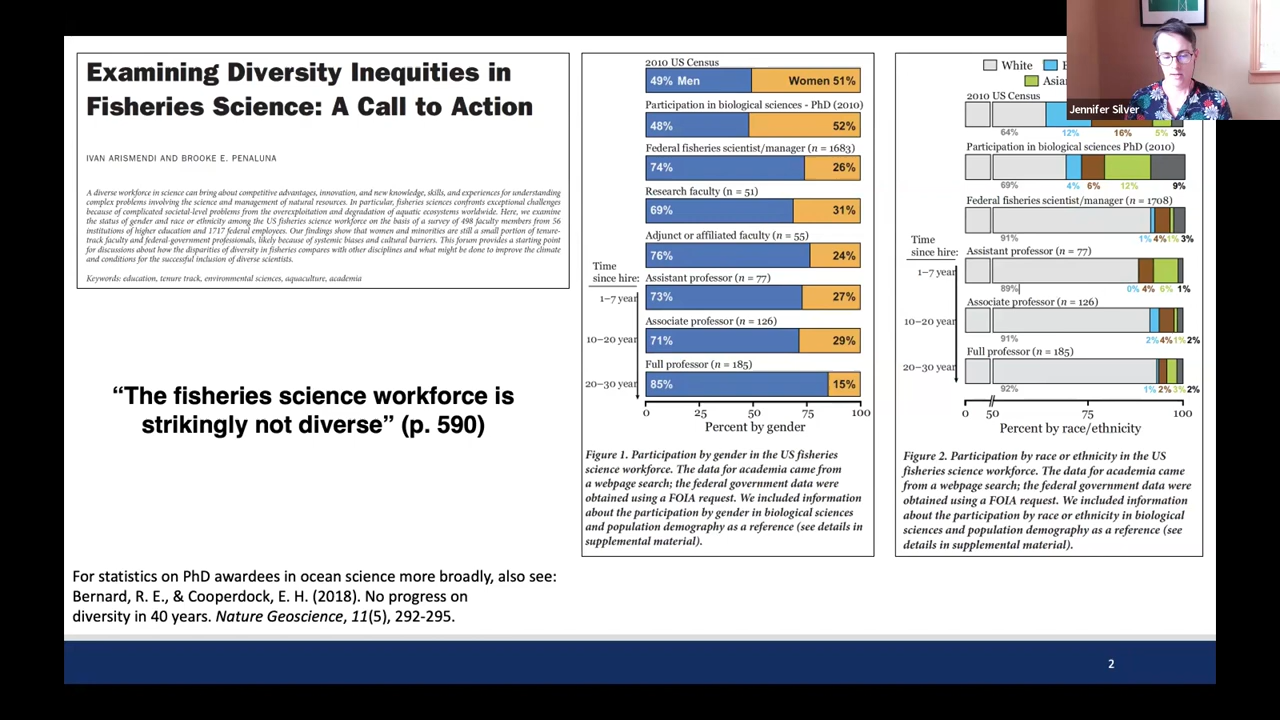 Examining Diversity Inequities in
Fisheries Science: A Call to Action
IVAN ARISMENDI AND BROOKE E. PENALUNA
A diverse workforce in science can bring about competitive advantages, innovation, and new knowledge, skills, and experiences for understanding
complex problems involving the science and management of natural resources. In particular, fisheries sciences confronts exceptional challenges
because of complicated societal-level problems from the overexploitation and degradation of aquatic ecosystems worldwide. Here, we examine
the status of gender and race or ethnicity among the US fisheries science workforce on the basis of a survey of 498 faculty members from 56
institutions of higher education and 1717 federal employees. Our findings show that women and minorities are still a small portion of tenure-
track faculty and federal-government professionals, likely because of systemic biases and cultural barriers. This forum provides a starting point
for discussions about how the disparities of diversity in fisheries compares with other disciplines and what might be done to improve the climate
and conditions for the successful inclusion of diverse scientists.
Keywords: education, tenure track, environmental sciences, aquaculture, academia
“The fisheries science workforce is
strikingly not diverse” (p. 590)
For statistics on PhD awardees in ocean science more broadly, also see:
Bernard, R. E., & Cooperdock, E. H. (2018). No progress on
diversity in 40 years. Nature Geoscience, 11(5), 292-295.
2010 US Census
49% Men Women 51%
Participation in biological sciences - PhD (2010)
48% 52%
Federal fisheries scientist/manager (n = 1683)
74% 26%
Research faculty (n = 51)
69% 31%
Adjunct or affiliated faculty (n = 55)
76% 24%
Time
since hire:
Assistant professor (n = 77)
1–7 year
73% 27%
Associate professor (n = 126)
10–20 year
71% 29%
Full professor (n = 185)
20–30 year
85% 15%
0 25 50 75 100
Percent by gender
Figure 1. Participation by gender in the US fisheries
science workforce. The data for academia came from
a webpage search; the federal government data were
obtained using a FOIA request. We included information
about the participation by gender in biological sciences
and population demography as a reference (see details in
supplemental material).
White
Asia
2010 US Census
64% 12% 16% 5% 3%
Participation in biological sciences PhD (2010)
69% 4% 6% 12% 9%
Federal fisheries scientist/manager (n = 1708)
91% 1% 4% 1% 3%
Time
since hire:
Assistant professor (n = 77)
1–7 year
89% 0% 4% 6% 1%
Associate professor (n = 126)
10–20 year
91% 2% 4% 1% 2%
Full professor (n = 185)
20–30 year
92% 1% 2% 3% 2%
0 50 75 100
Percent by race/ethnicity
Figure 2. Participation by race or ethnicity in the US
fisheries science workforce. The data for academia came
from a webpage search; the federal government data were
obtained using a FOIA request. We included information
about the participation by race or ethnicity in biological
sciences and population demography as a reference (see
details in supplemental material).
Jennifer Silver
2